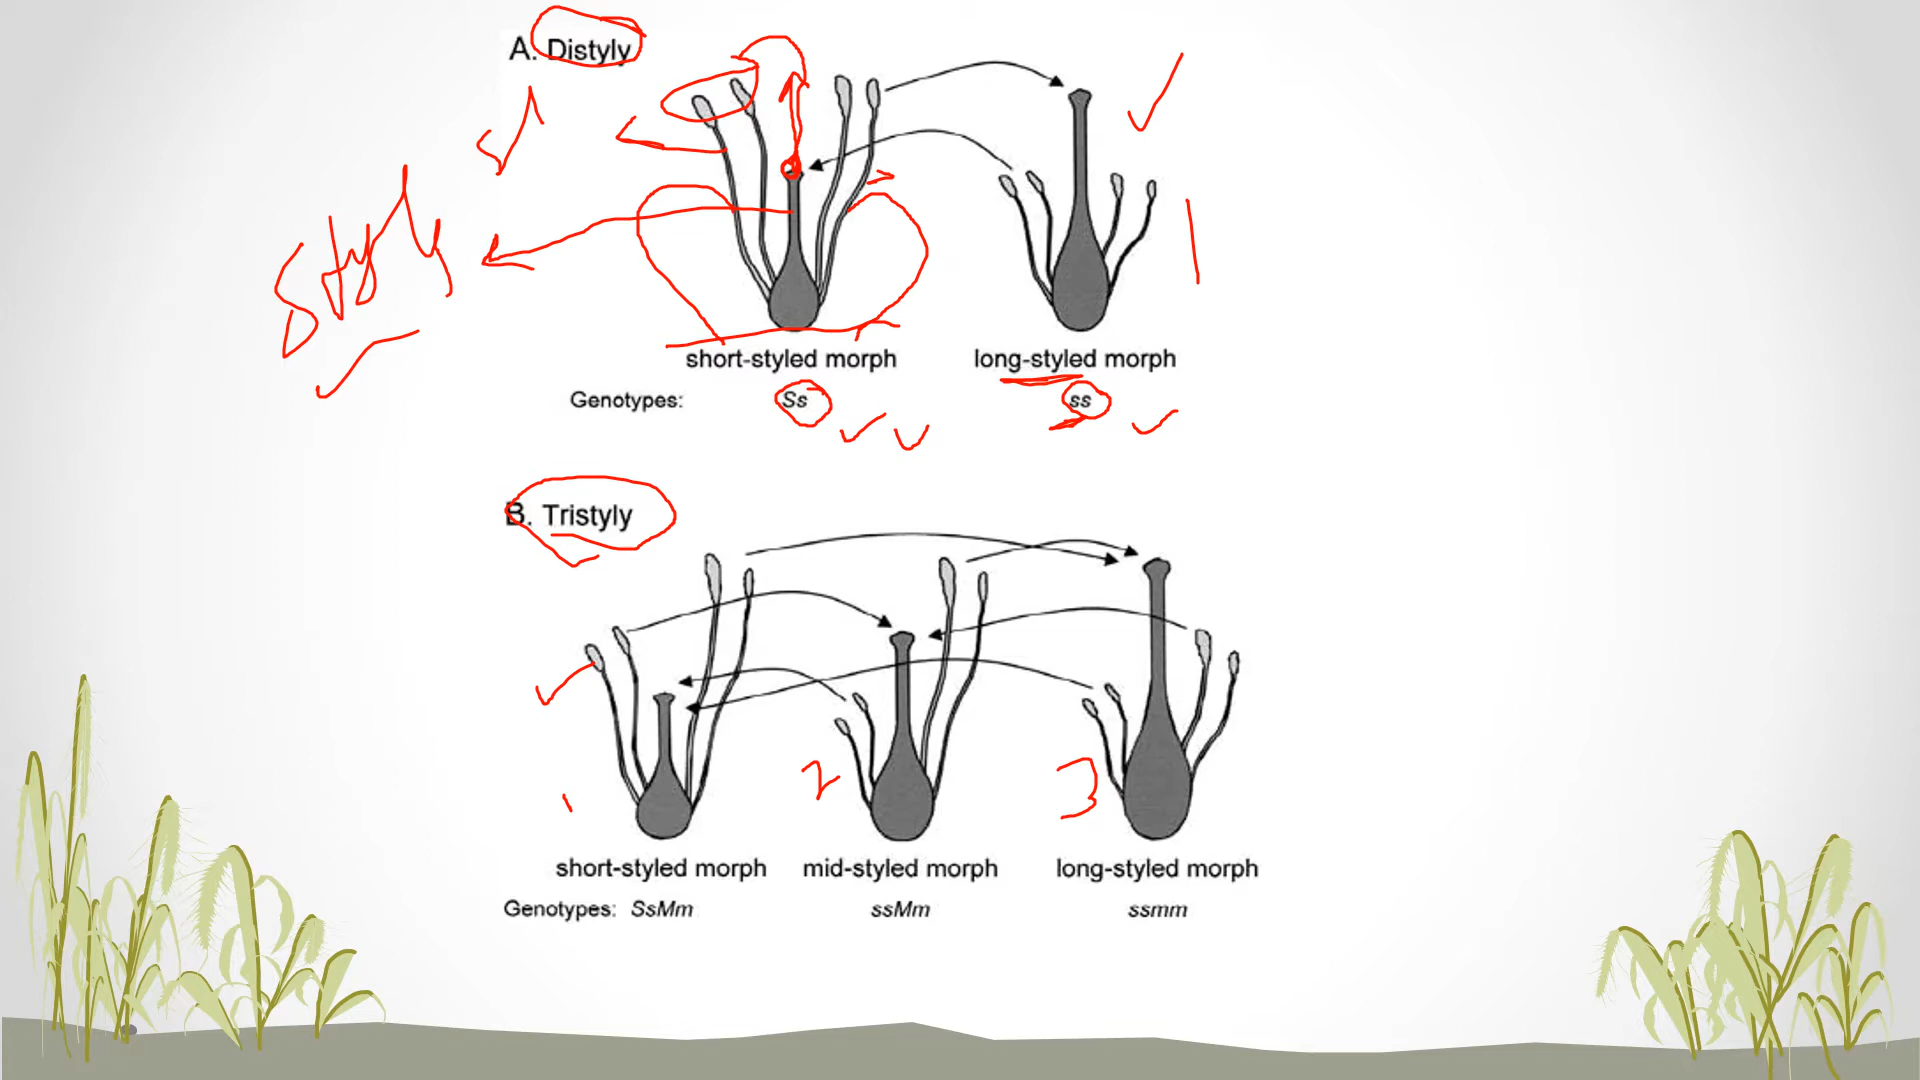 A. Distyly
Style
short-styled morph long-styled morph
Genotypes: Ss ss
B. Tristyly
1 2 3
short-styled morph mid-styled morph long-styled morph
Genotypes: SsMm ssMm ssmm